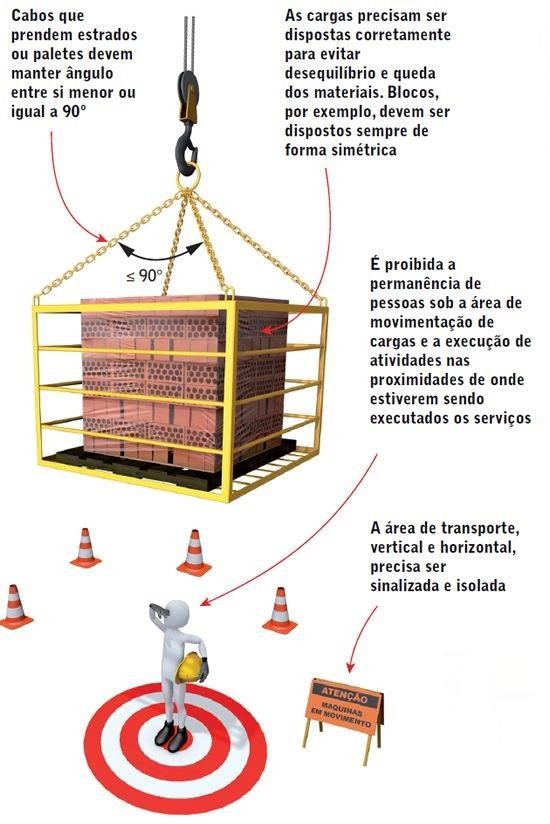 Cabos que
prendem estrados
ou paletes devem
manter ângulo
entre si menor ou
igual a 90°
As cargas precisam ser
dispostas corretamente
para evitar
desequilíbrio e queda
dos materiais. Blocos,
por exemplo, devem ser
dispostos sempre de
forma simétrica
≤ 90°
É proibida a
permanência de
pessoas sob a área de
movimentação de
cargas e a execução de
atividades nas
proximidades de onde
estiverem sendo
executados os serviços
A área de transporte,
vertical e horizontal,
precisa ser
sinalizada e isolada
ATENÇÃO
MAQUINAS
EM MOVIMENTO